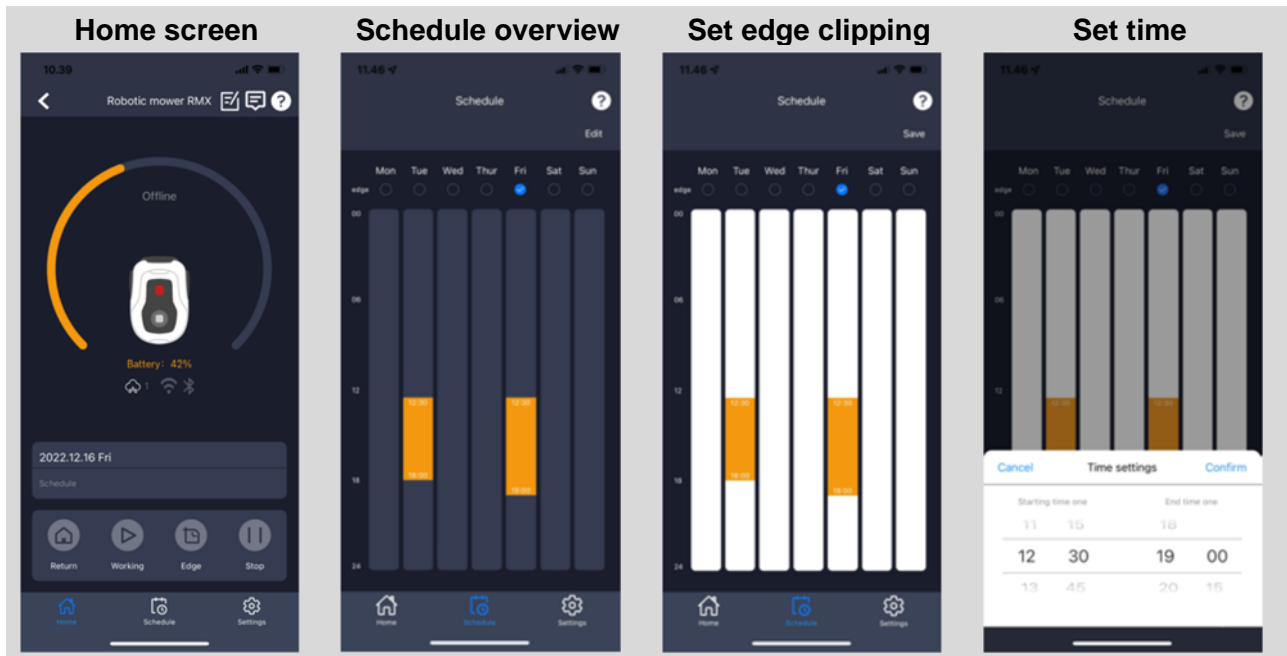 Home screen
10.39
Robotic mower RMX
Offline
Battery: 42%
1
2022.12.16 Fri
Schedule
Return Working Edge Stop
Home Schedule Settings
Schedule overview
11.46
Schedule
Edit
Mon Tue Wed Thur Fri Sat Sun
edge
00
06
12
12:30 12:30
18:00
18
19:00
24
Home Schedule Settings
Set edge clipping
11.46
Schedule
Save
Mon Tue Wed Thur Fri Sat Sun
edge
00
06
12
12:30 12:30
18:00
18
19:00
24
Home Schedule Settings
Set time
11.46
Schedule
Save
Mon Tue Wed Thur Fri Sat Sun
edge
00
06
12
12:30 12:30
Cancel Time settings Confirm
Starting time one End time one
11 15 18
12 30 19 00
13 45 20 15